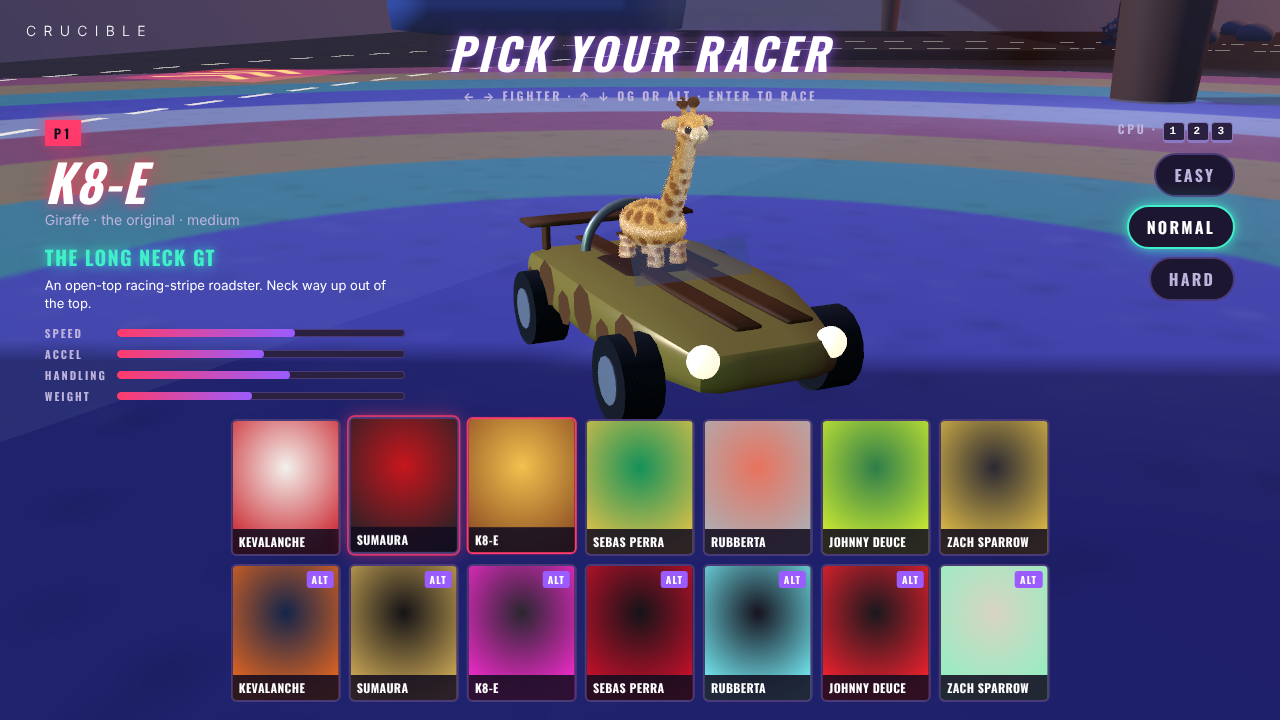 CRUCIBLE
PICK YOUR RACER
← → FIGHTER · ↑ ↓ OG OR ALT · ENTER TO RACE
P1
K8-E
Giraffe · the original · medium
THE LONG NECK GT
An open-top racing-stripe roadster. Neck way up out of
the top.
SPEED
ACCEL
HANDLING
WEIGHT
CPU · 1 2 3
EASY
NORMAL
HARD
KEVALANCHE
SUMAURA
K8-E
SEBAS PERRA
RUBBERTA
JOHNNY DEUCE
ZACH SPARROW
ALT
ALT
ALT
ALT
ALT
ALT
ALT
KEVALANCHE
SUMAURA
K8-E
SEBAS PERRA
RUBBERTA
JOHNNY DEUCE
ZACH SPARROW